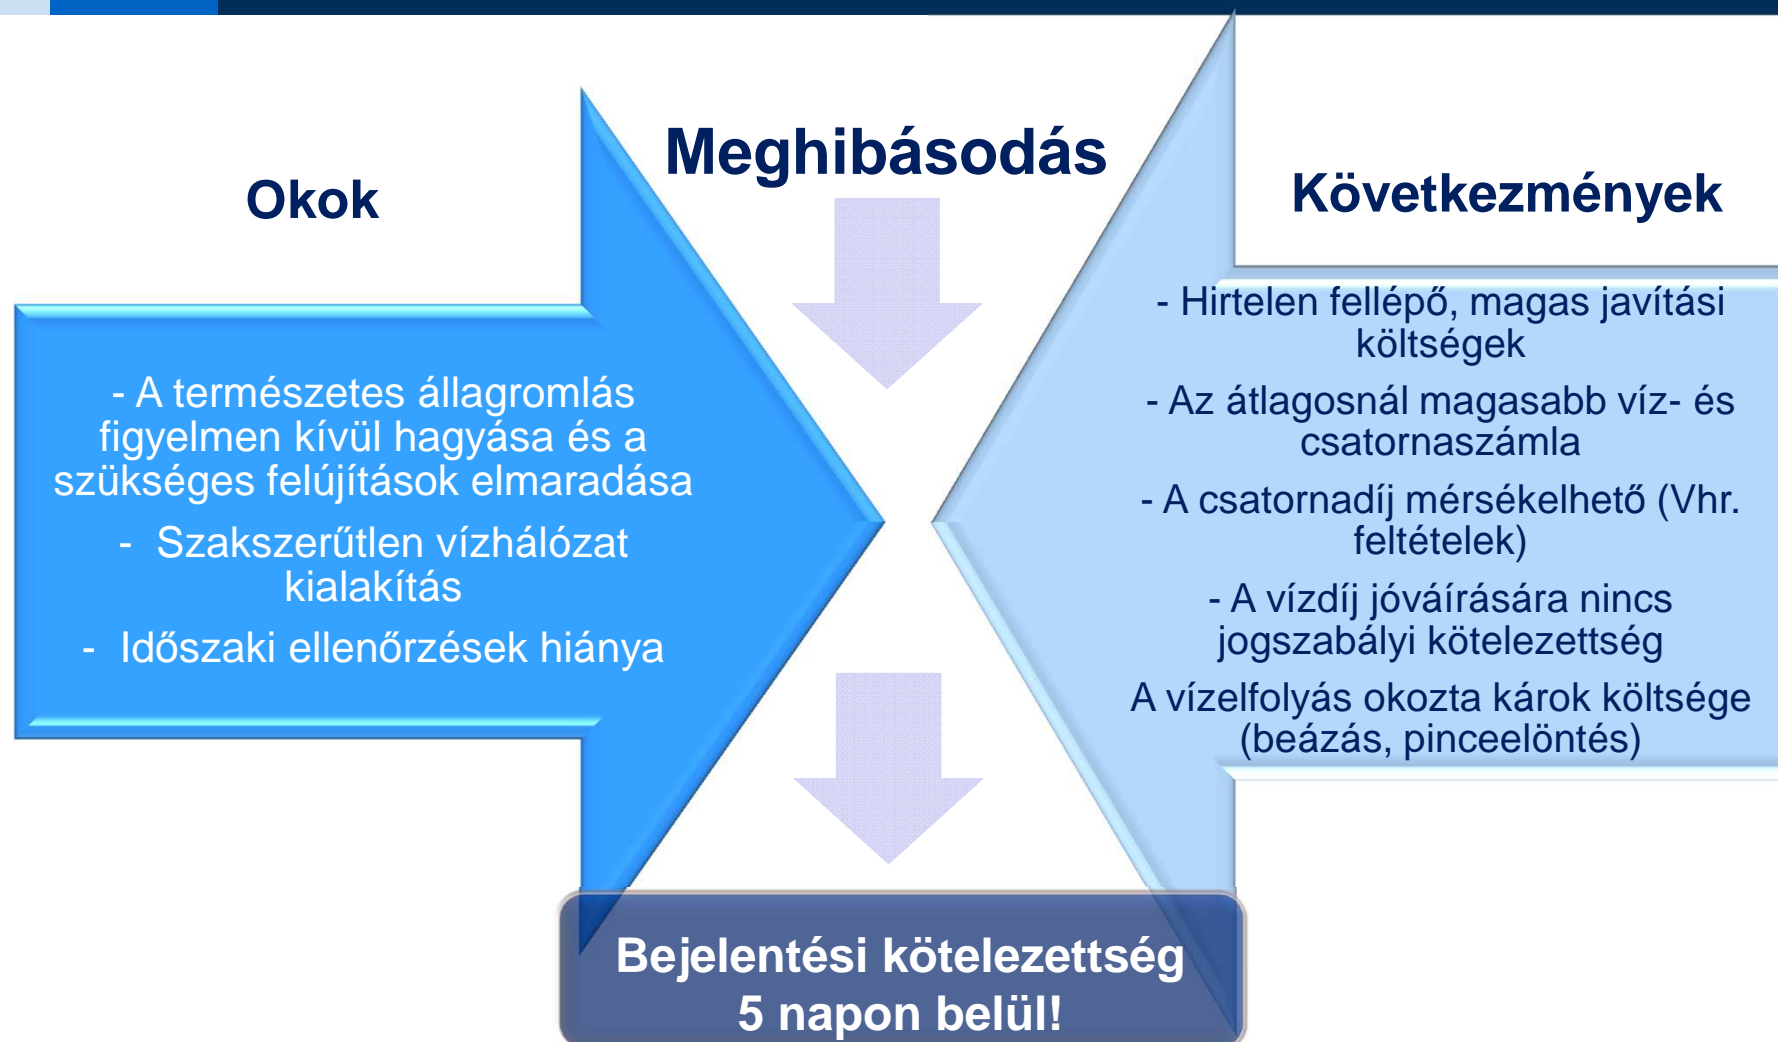 Meghibásodás
Okok
- A természetes állagromlás
figyelmen kívül hagyása és a
szükséges felújítások elmaradása
- Szakszerűtlen vízhálózat
kialakítás
- Időszaki ellenőrzések hiánya
Következmények
- Hirtelen fellépő, magas javítási
költségek
- Az átlagosnál magasabb víz- és
csatornaszámla
- A csatornadíj mérsékelhető (Vhr.
feltételek)
- A vízdíj jóváírására nincs
jogszabályi kötelezettség
A vízelfolyás okozta károk költsége
(beázás, pinceelöntés)
Bejelentési kötelezettség
5 napon belül!